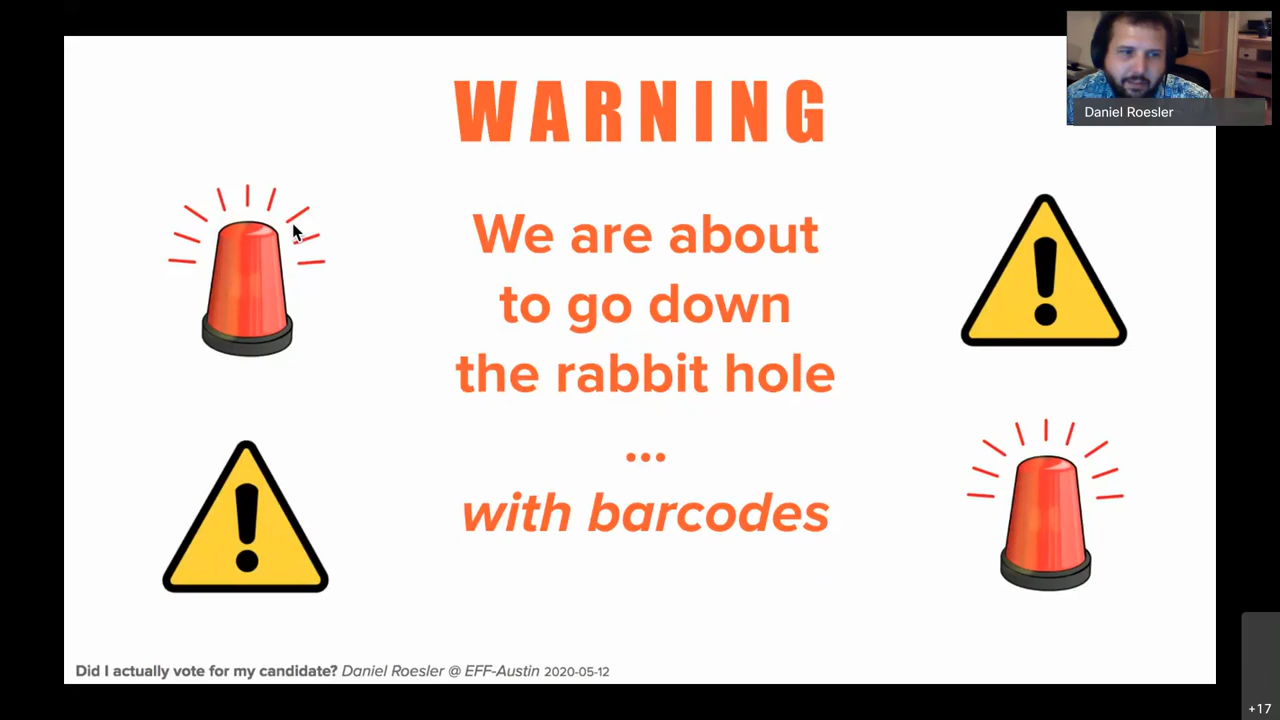 WARNING
Daniel Roesler
We are about
to go down
the rabbit hole
...
with barcodes
Did I actually vote for my candidate? Daniel Roesler @ EFF-Austin 2020-05-12
+17